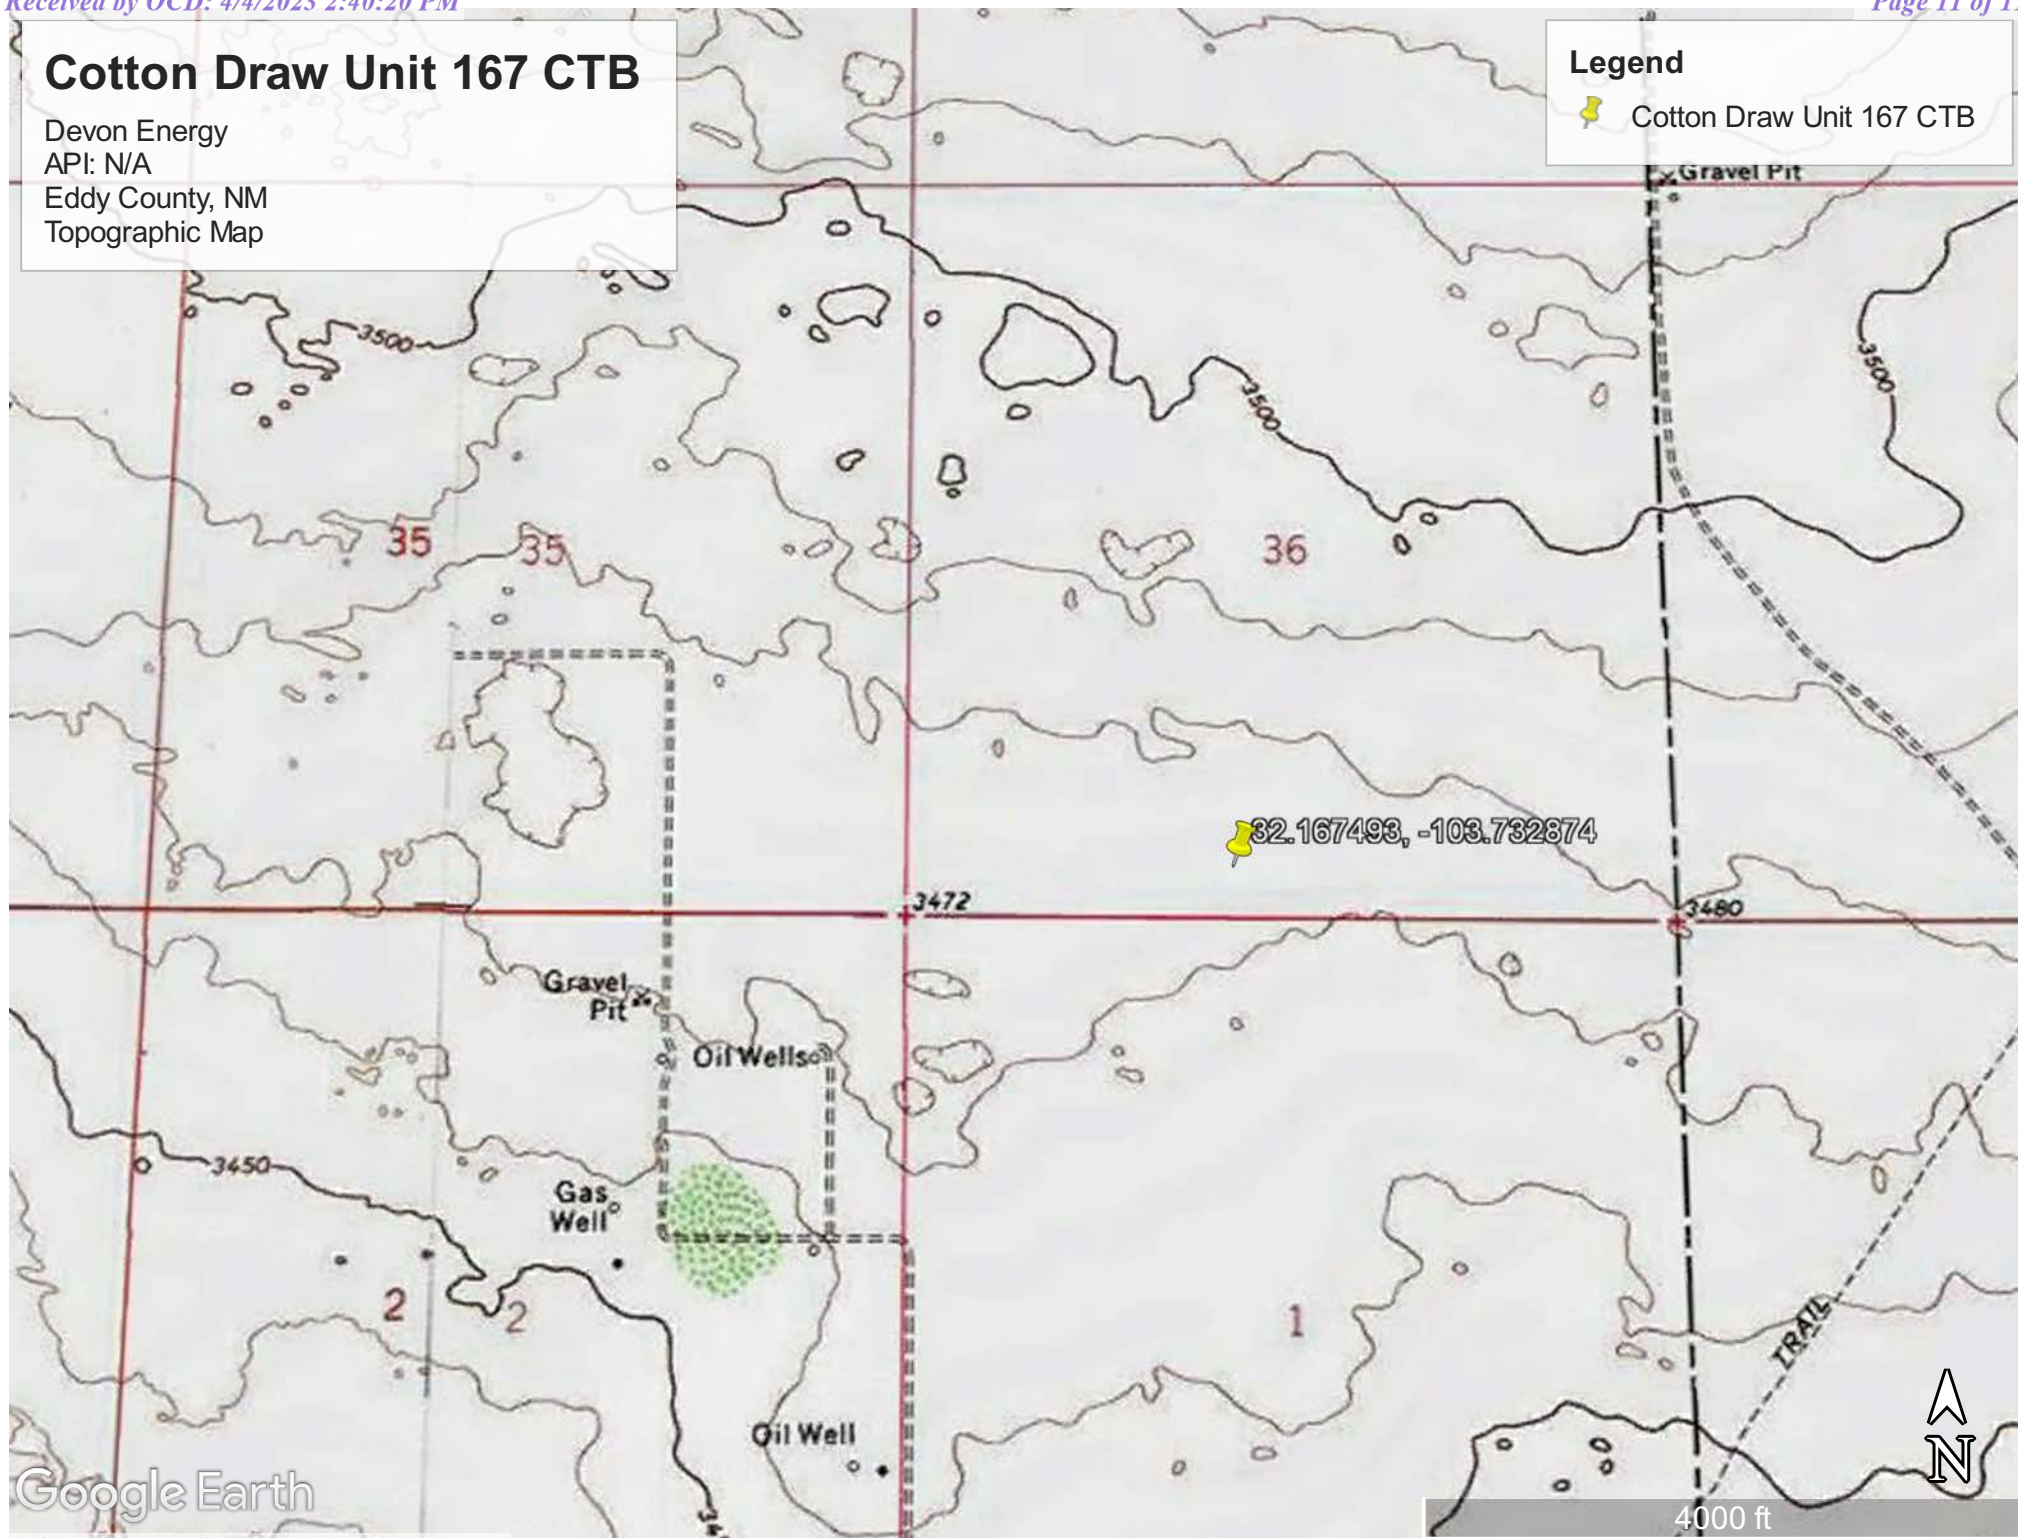 Received by OCD: 4/4/2023 2:40:20 PM
Page 11 of
Cotton Draw Unit 167 CTB
Devon Energy
API: N/A
Eddy County, NM
Topographic Map
Legend
Cotton Draw Unit 167 CTB
Gravel Pit
3500
3500
3500
35
35
36
32.167493, -103.732874
3472
3480
Gravel
Pit
Oil Wells
3450
Gas
Well
2
2
1
TRAIL
Oil Well
N
Google Earth
4000 ft